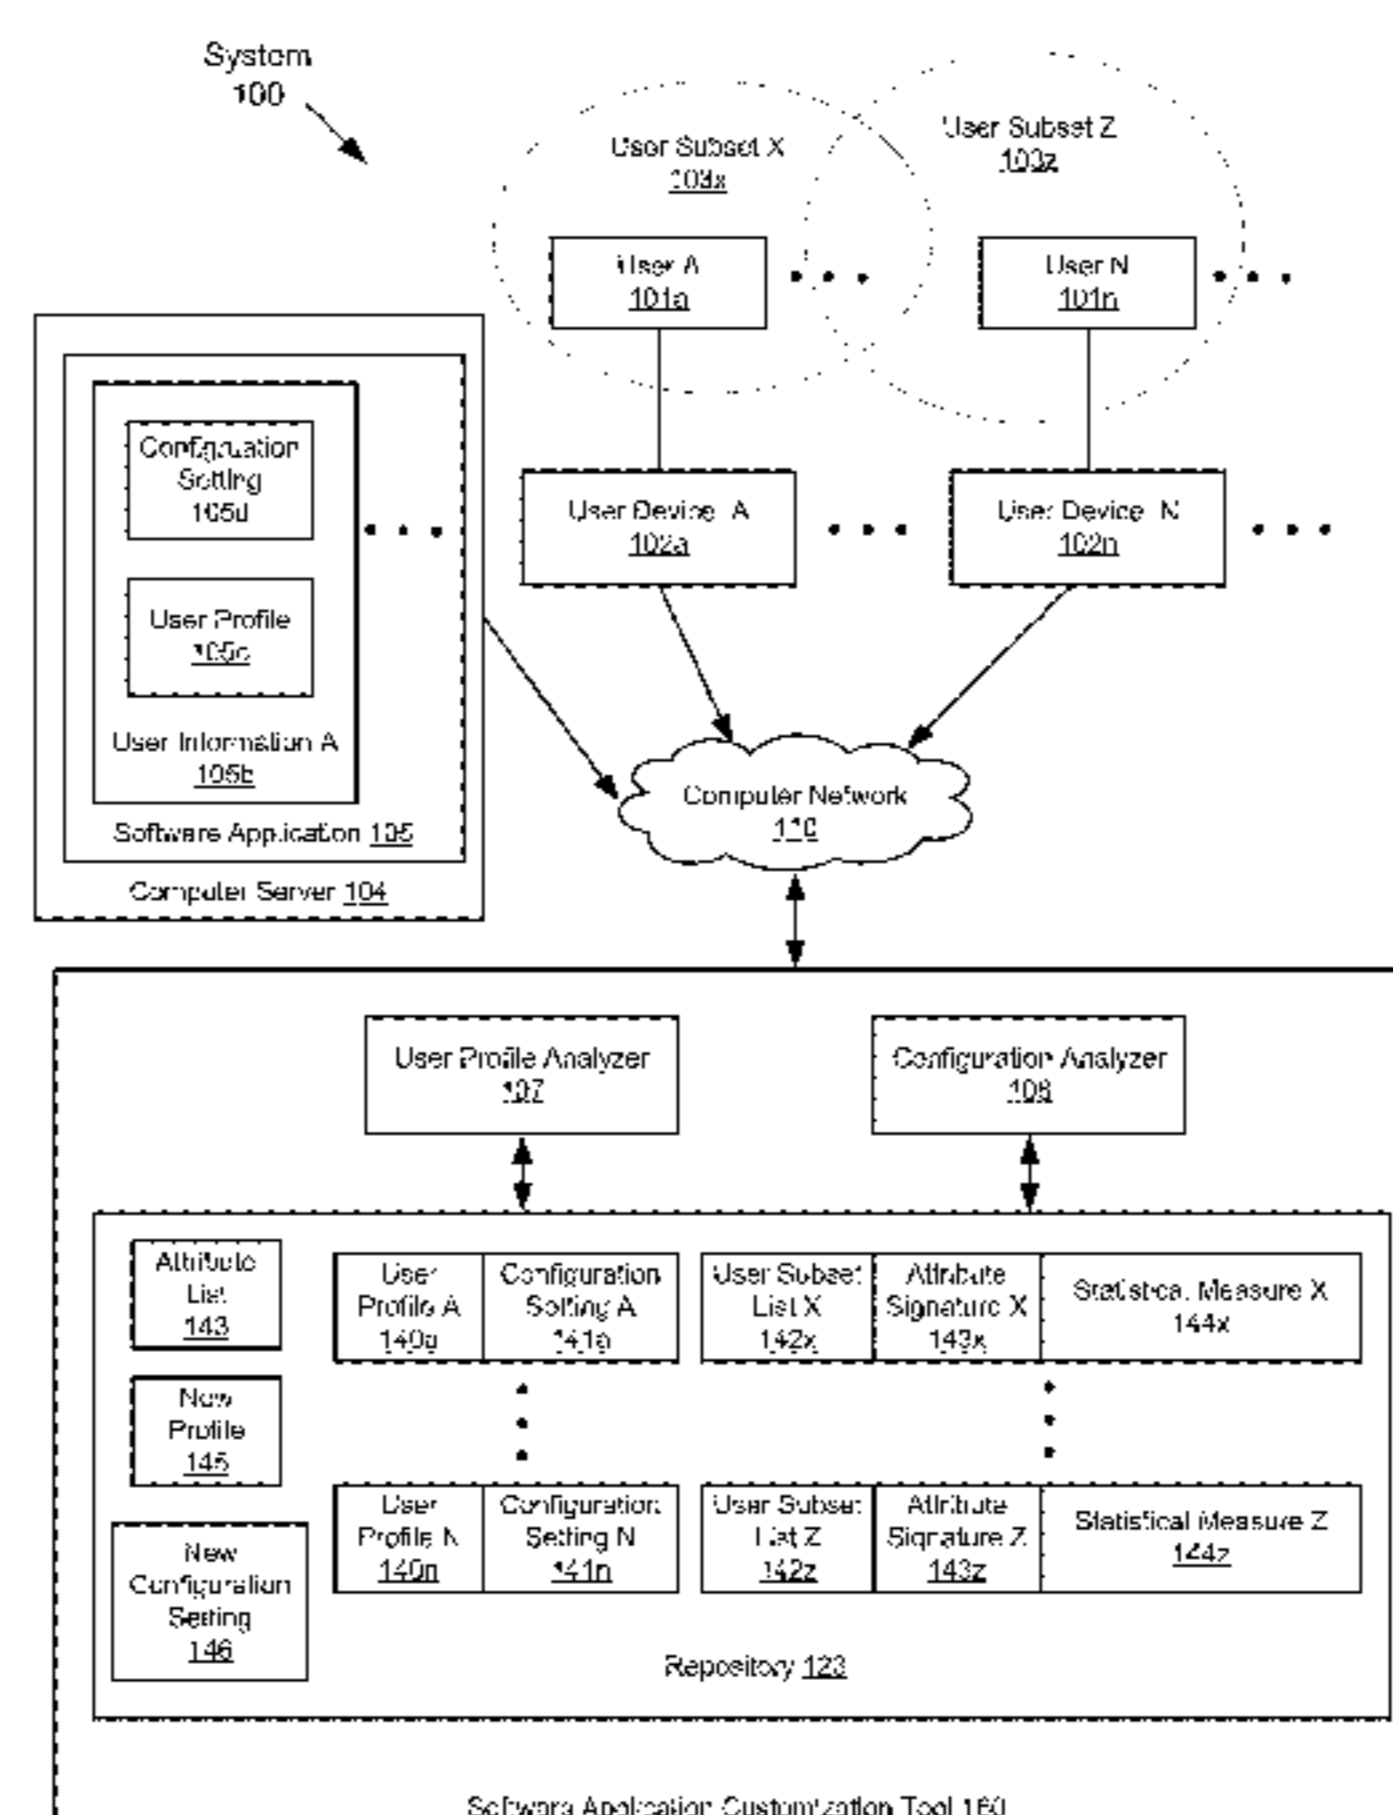 System
100
User Subset X
103x
User Subset Z
103z
User A
101a
User N
101n
Configuration
Setting
105d
User Profile
105c
User Information A
105b
Software Application 105
Computer Server 104
User Device A
102a
User Device N
102n
Computer Network
110
User Profile Analyzer
107
Configuration Analyzer
Attribute
List
143
New
Profile
145
New
Configuration
Setting
146
User
Profile A
140a
Configuration
Setting A
141a
User Subset
List X
142x
Attribute
Signature X
143x
Statistical Measure X
144x
User
Profile N
140n
Configuration
Setting N
141n
User Subset
List Z
142z
Attribute
Signature Z
143z
Statistical Measure Z
144z
Repository 123
Software Application Customization Tool